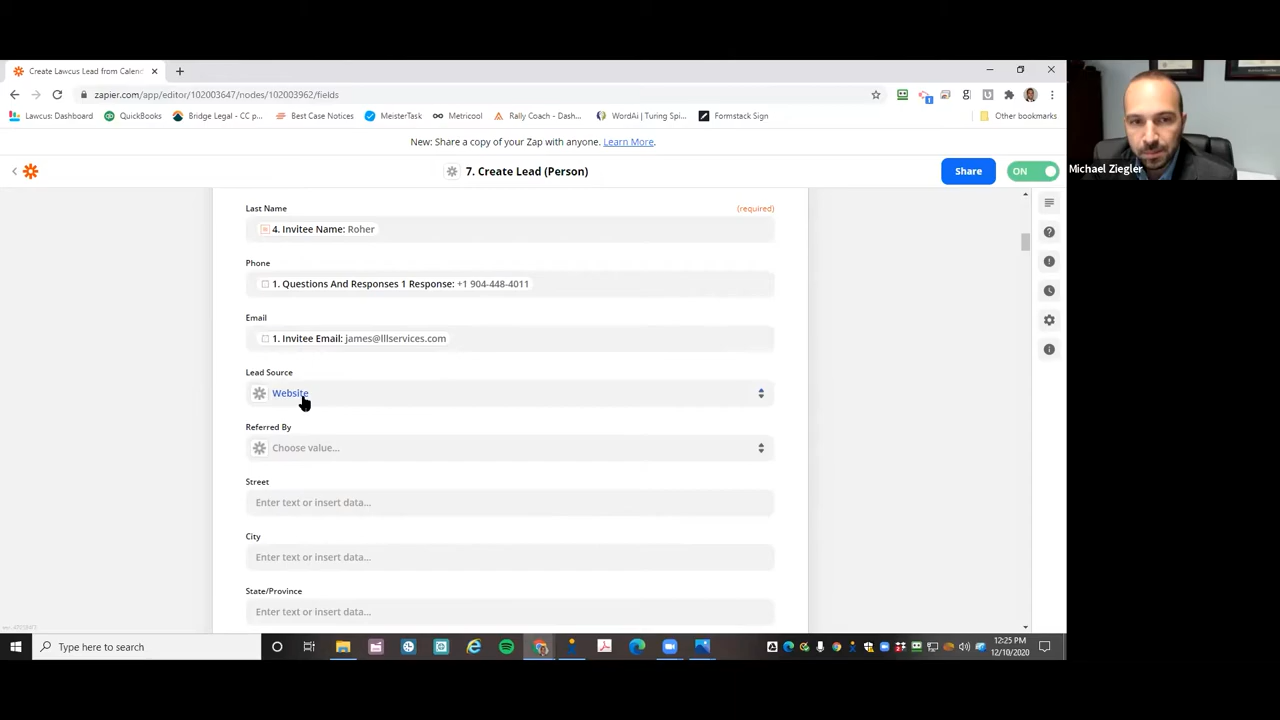 Create Lawcus Lead from Calen
zapier.com/app/editor/102003647/nodes/102003962/fields
Lawcus: Dashboard
QuickBooks
Bridge Legal - CC p...
Best Case Notices
MeisterTask
Metricool
Rally Coach - Dash...
WordAi | Turing Spi...
Formstack Sign
Other bookmarks
New: Share a copy of your Zap with anyone. Learn More.
7. Create Lead (Person)
Share
ON
Michael Ziegler
Last Name
(required)
4. Invitee Name: Roher
Phone
1. Questions And Responses 1 Response: +1 904-448-4011
Email
1. Invitee Email: james@lllservices.com
Lead Source
Website
Referred By
Choose value...
Street
Enter text or insert data...
City
Enter text or insert data...
State/Province
Enter text or insert data...
Type here to search
12:25 PM
12/10/2020